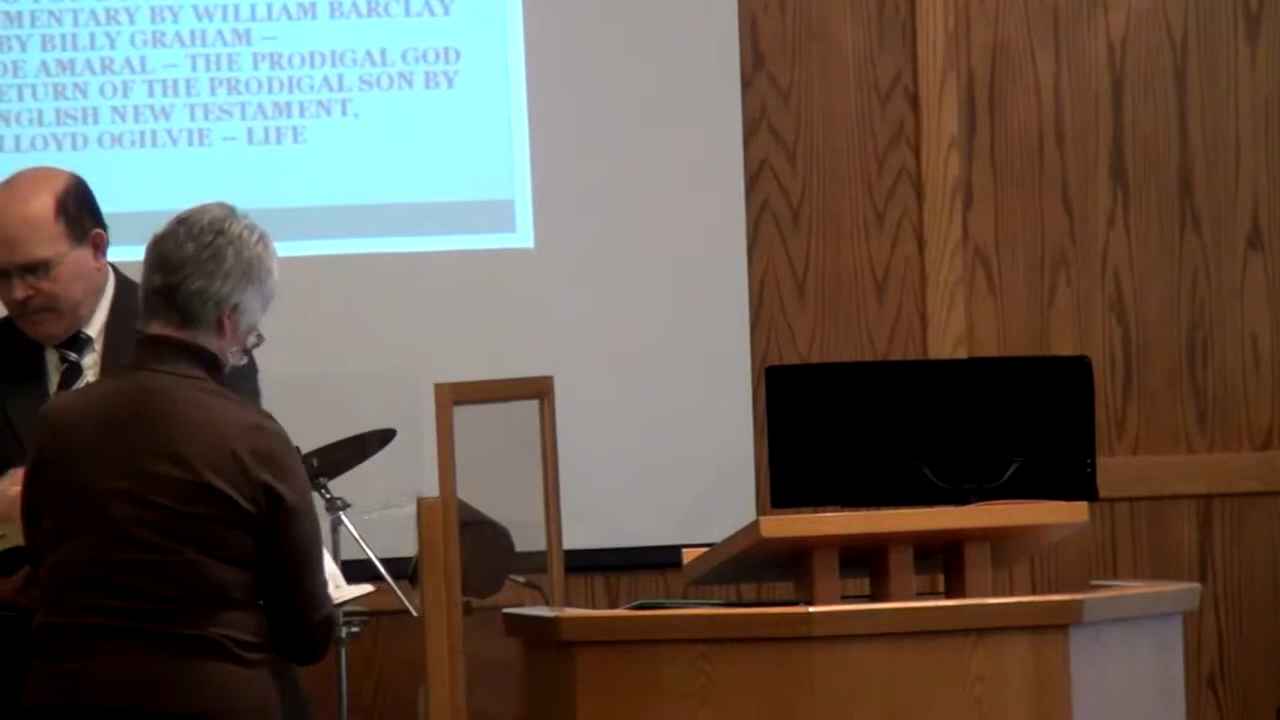 MENTARY BY WILLIAM BARCLAY
BY BILLY GRAHAM –
DE AMARAL – THE PRODIGAL GOD
ETURN OF THE PRODIGAL SON BY
NGLISH NEW TESTAMENT,
LLOYD OGILVIE – LIFE